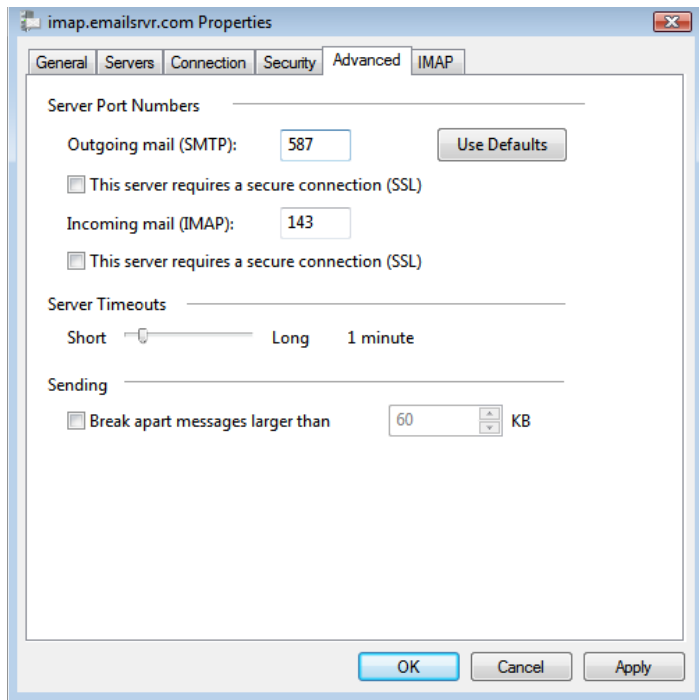 imap.emailsrvr.com Properties
General Servers Connection Security Advanced IMAP
Server Port Numbers
Outgoing mail (SMTP): 587 Use Defaults
This server requires a secure connection (SSL)
Incoming mail (IMAP): 143
This server requires a secure connection (SSL)
Server Timeouts
Short Long 1 minute
Sending
Break apart messages larger than 60 KB
OK Cancel Apply